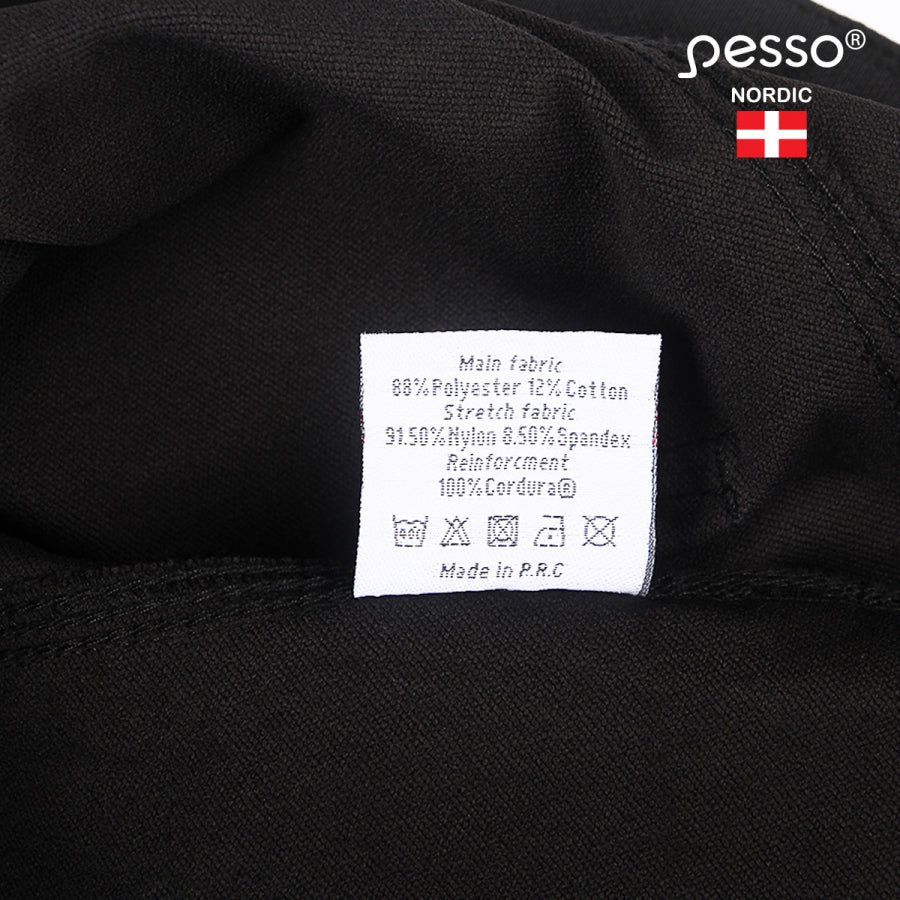 pesso®
NORDIC
Main fabric
88%Polyester 12%Cotton
Stretch fabric
91.50%Nylon 8.50%Spandex
Reinforcment
100%Cordura®
Made in P.R.C